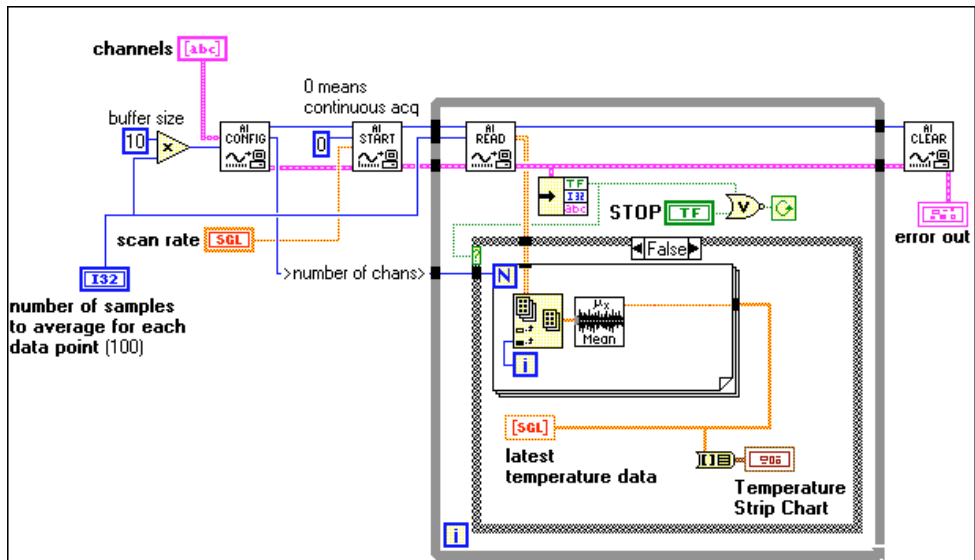 channels [abc]
0 means
continuous acq
buffer size
10
x
AI
CONFIG
0
AI
START
AI
READ
AI
CLEAR
TF
I32
abc
STOP TF
V
error out
scan rate SGL
?
False
>number of chans>
N
I32
number of samples
to average for each
data point (100)
μx
Mean
i
[SGL]
latest
temperature data
Temperature
Strip Chart
i